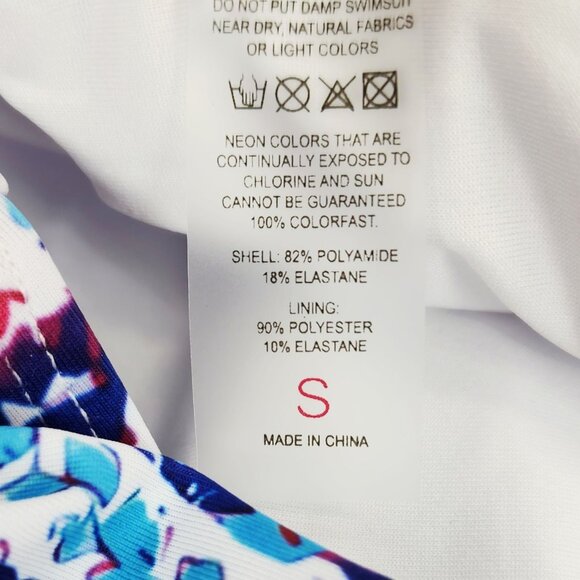 DO NOT PUT DAMP SWIMSUIT
NEAR DRY, NATURAL FABRICS
OR LIGHT COLORS
NEON COLORS THAT ARE
CONTINUALLY EXPOSED TO
CHLORINE AND SUN
CANNOT BE GUARANTEED
100% COLORFAST.
SHELL: 82% POLYAMIDE
18% ELASTANE
LINING:
90% POLYESTER
10% ELASTANE
S
MADE IN CHINA